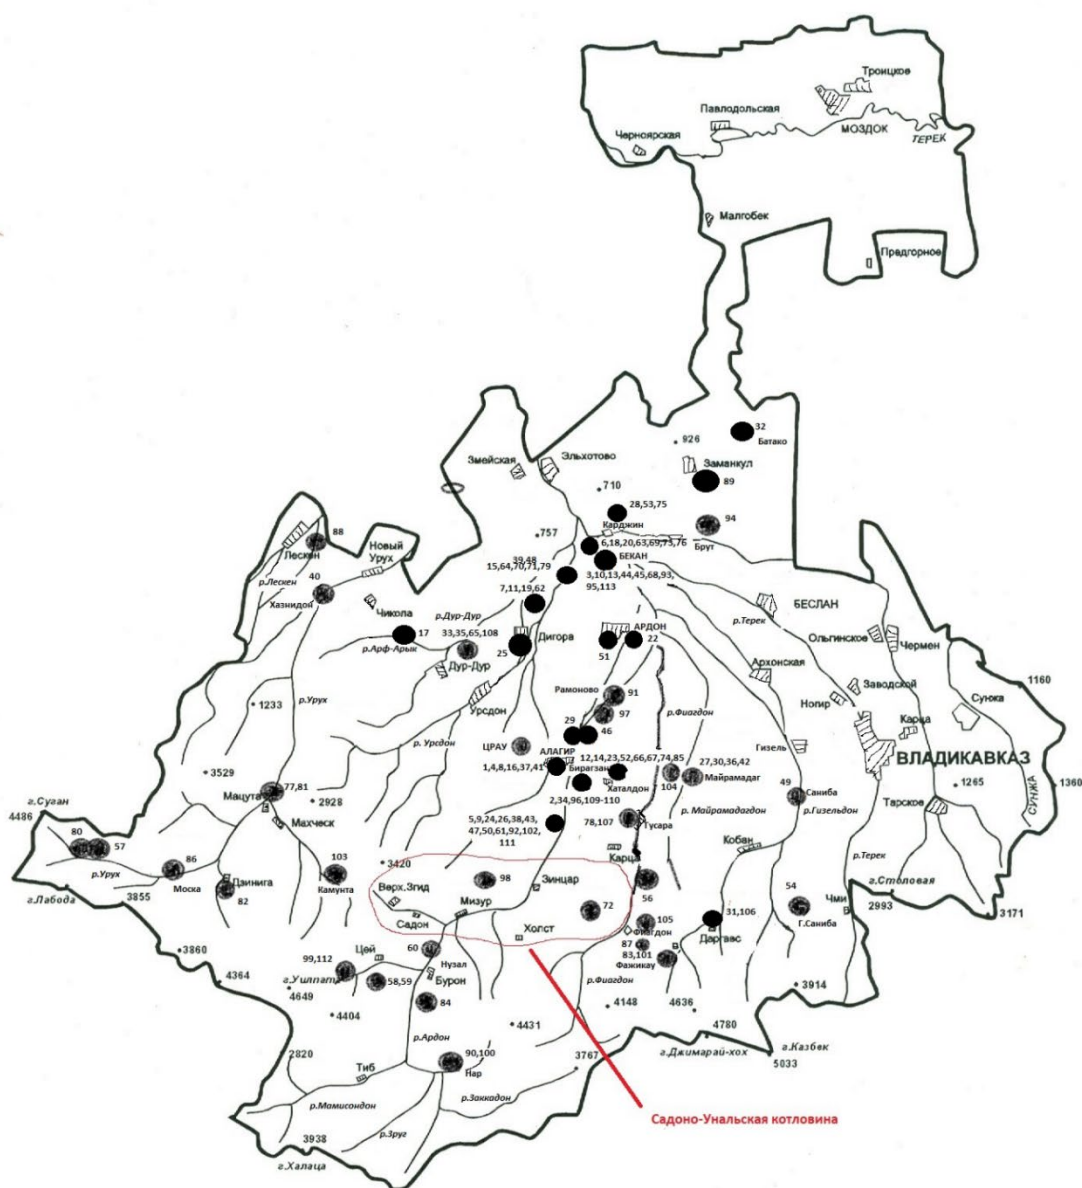 Троицкое
Павлодольская
МОЗДОК
Черноярская
ТЕРЕК
Малгобек
Предгорное
32
926
Батако
Змейская
Эльхотово
Заманкул
89
710
28,53,75
88
757
Карджин
94
Лескен
Новый
Урух
6,18,20,63,69,73,76
Брут
39,48
БЕКАН
15,64,70,71,79
3,10,13,44,45,68,93,
95,113
р.Лескен
40
Хазнидон
7,11,19,62
Чикола
р.Дур-Дур
БЕСЛАН
р.Терек
17
33,35,65,108
АРДОН
Ольгинское
р.Арф-Арык
25
Дигора
51
22
Чермен
Дур-Дур
Архонская
Заводской
1160
Рамоново
91
Урсдон
Ногир
Сунжа
1233
р.Урух
97
р.Фиагдон
Карца
29
46
р. Урсдон
ЦРАУ
АЛАГИР
Гизель
ВЛАДИКАВКАЗ
12,14,23,52,66,67,74,85
27,30,36,42
3529
1,4,8,16,37,41
Бирагзанг
Майрамадаг
49
1265
1360
Хаталдон
104
77,81
Саниба
СУНЖА
г.Суган
Мацута
2928
2,34,96,109-110
р. Майрамадагдон
р.Гизельдон
Тарское
4486
Махческ
5,9,24,26,38,43,
78,107
Гусара
80
47,50,61,92,102,
57
111
Кобан
р.Урух
86
103
3420
Карца
р.Терек
Моска
Дзинига
Камунта
98
г.Лабода
3855
82
Верх.Згид
Зинцар
56
54
г.Столовая
Мизур
72
31,106
Чми
2993
Садон
105
Г.Саниба
3171
3860
Холст
Фиагдон
Даргавс
60
87
99,112
Цей
Нузал
83,101
4364
г.Уилпата
Бурон
Фажикау
58,59
4649
84
р.Фиагдон
3914
4148
4636
4404
р.Ардон
4431
4780
г.Казбек
2820
90,100
3767
г.Джимарай-хох
5033
Тиб
Нар
р.Мамисондон
р.Заккадон
Садоно-Унальская котловина
р.Зруг
3938
г.Халаца